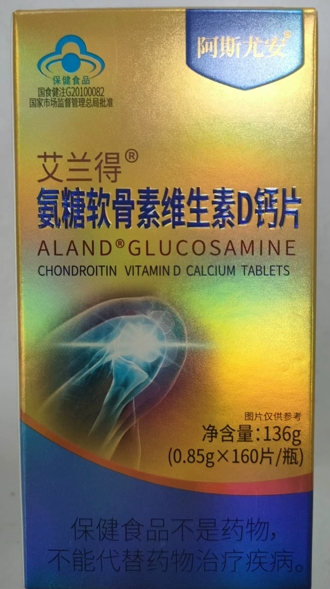 阿斯尤安®
保健食品
国食健注G20100082
国家市场监督管理总局批准
艾兰得®
氨糖软骨素维生素D钙片
ALAND®GLUCOSAMINE
CHONDROITIN VITAMIN D CALCIUM TABLETS
图片仅供参考
净含量:136g
(0.85g×160片/瓶)
保健食品不是药物,
不能代替药物治疗疾病。